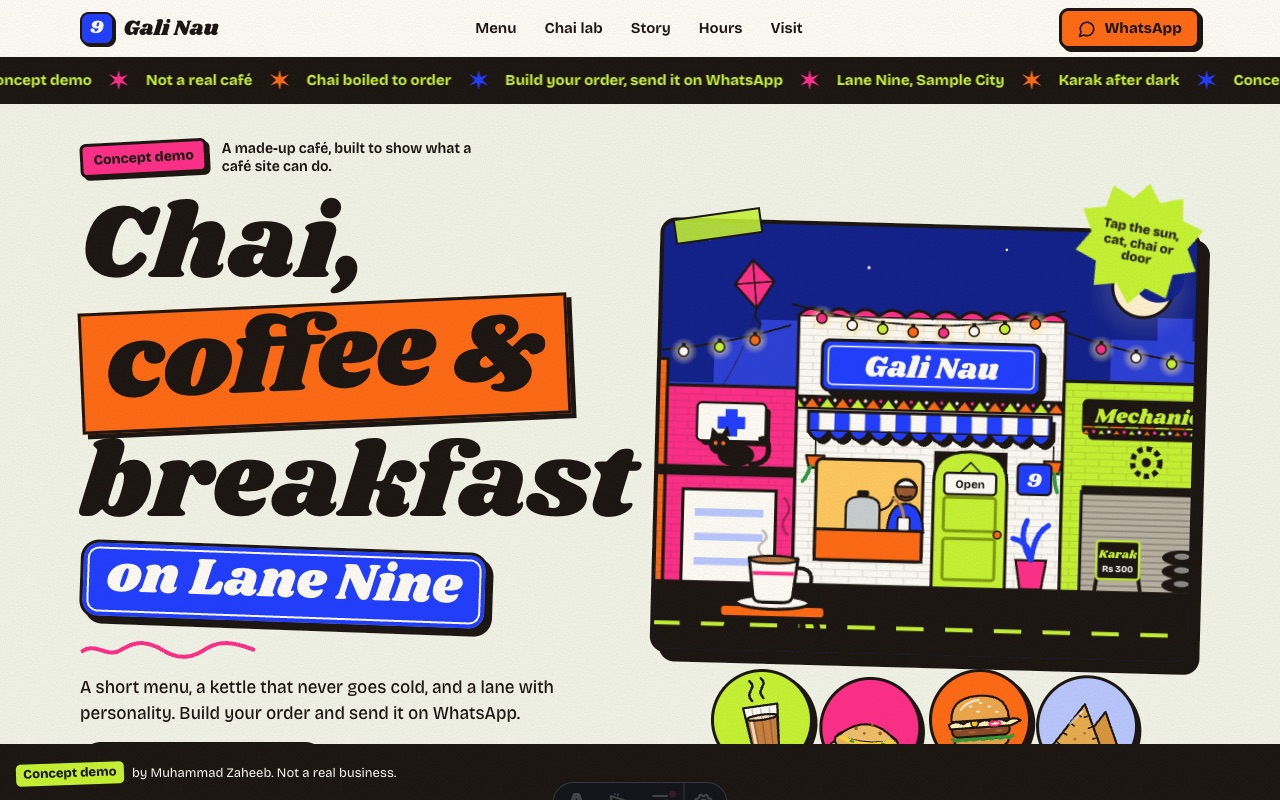 9 Gali Nau
Menu Chai lab Story Hours Visit
WhatsApp
oncept demo Not a real café Chai boiled to order Build your order, send it on WhatsApp Lane Nine, Sample City Karak after dark Conce
Concept demo
A made-up café, built to show what a
café site can do.
Chai,
coffee &
breakfast
on Lane Nine
A short menu, a kettle that never goes cold, and a lane with
personality. Build your order and send it on WhatsApp.
Tap the sun,
cat, chai or
door
Gali Nau
Mechanic
Open
9
Karak
Rs 300
Concept demo by Muhammad Zaheeb. Not a real business.